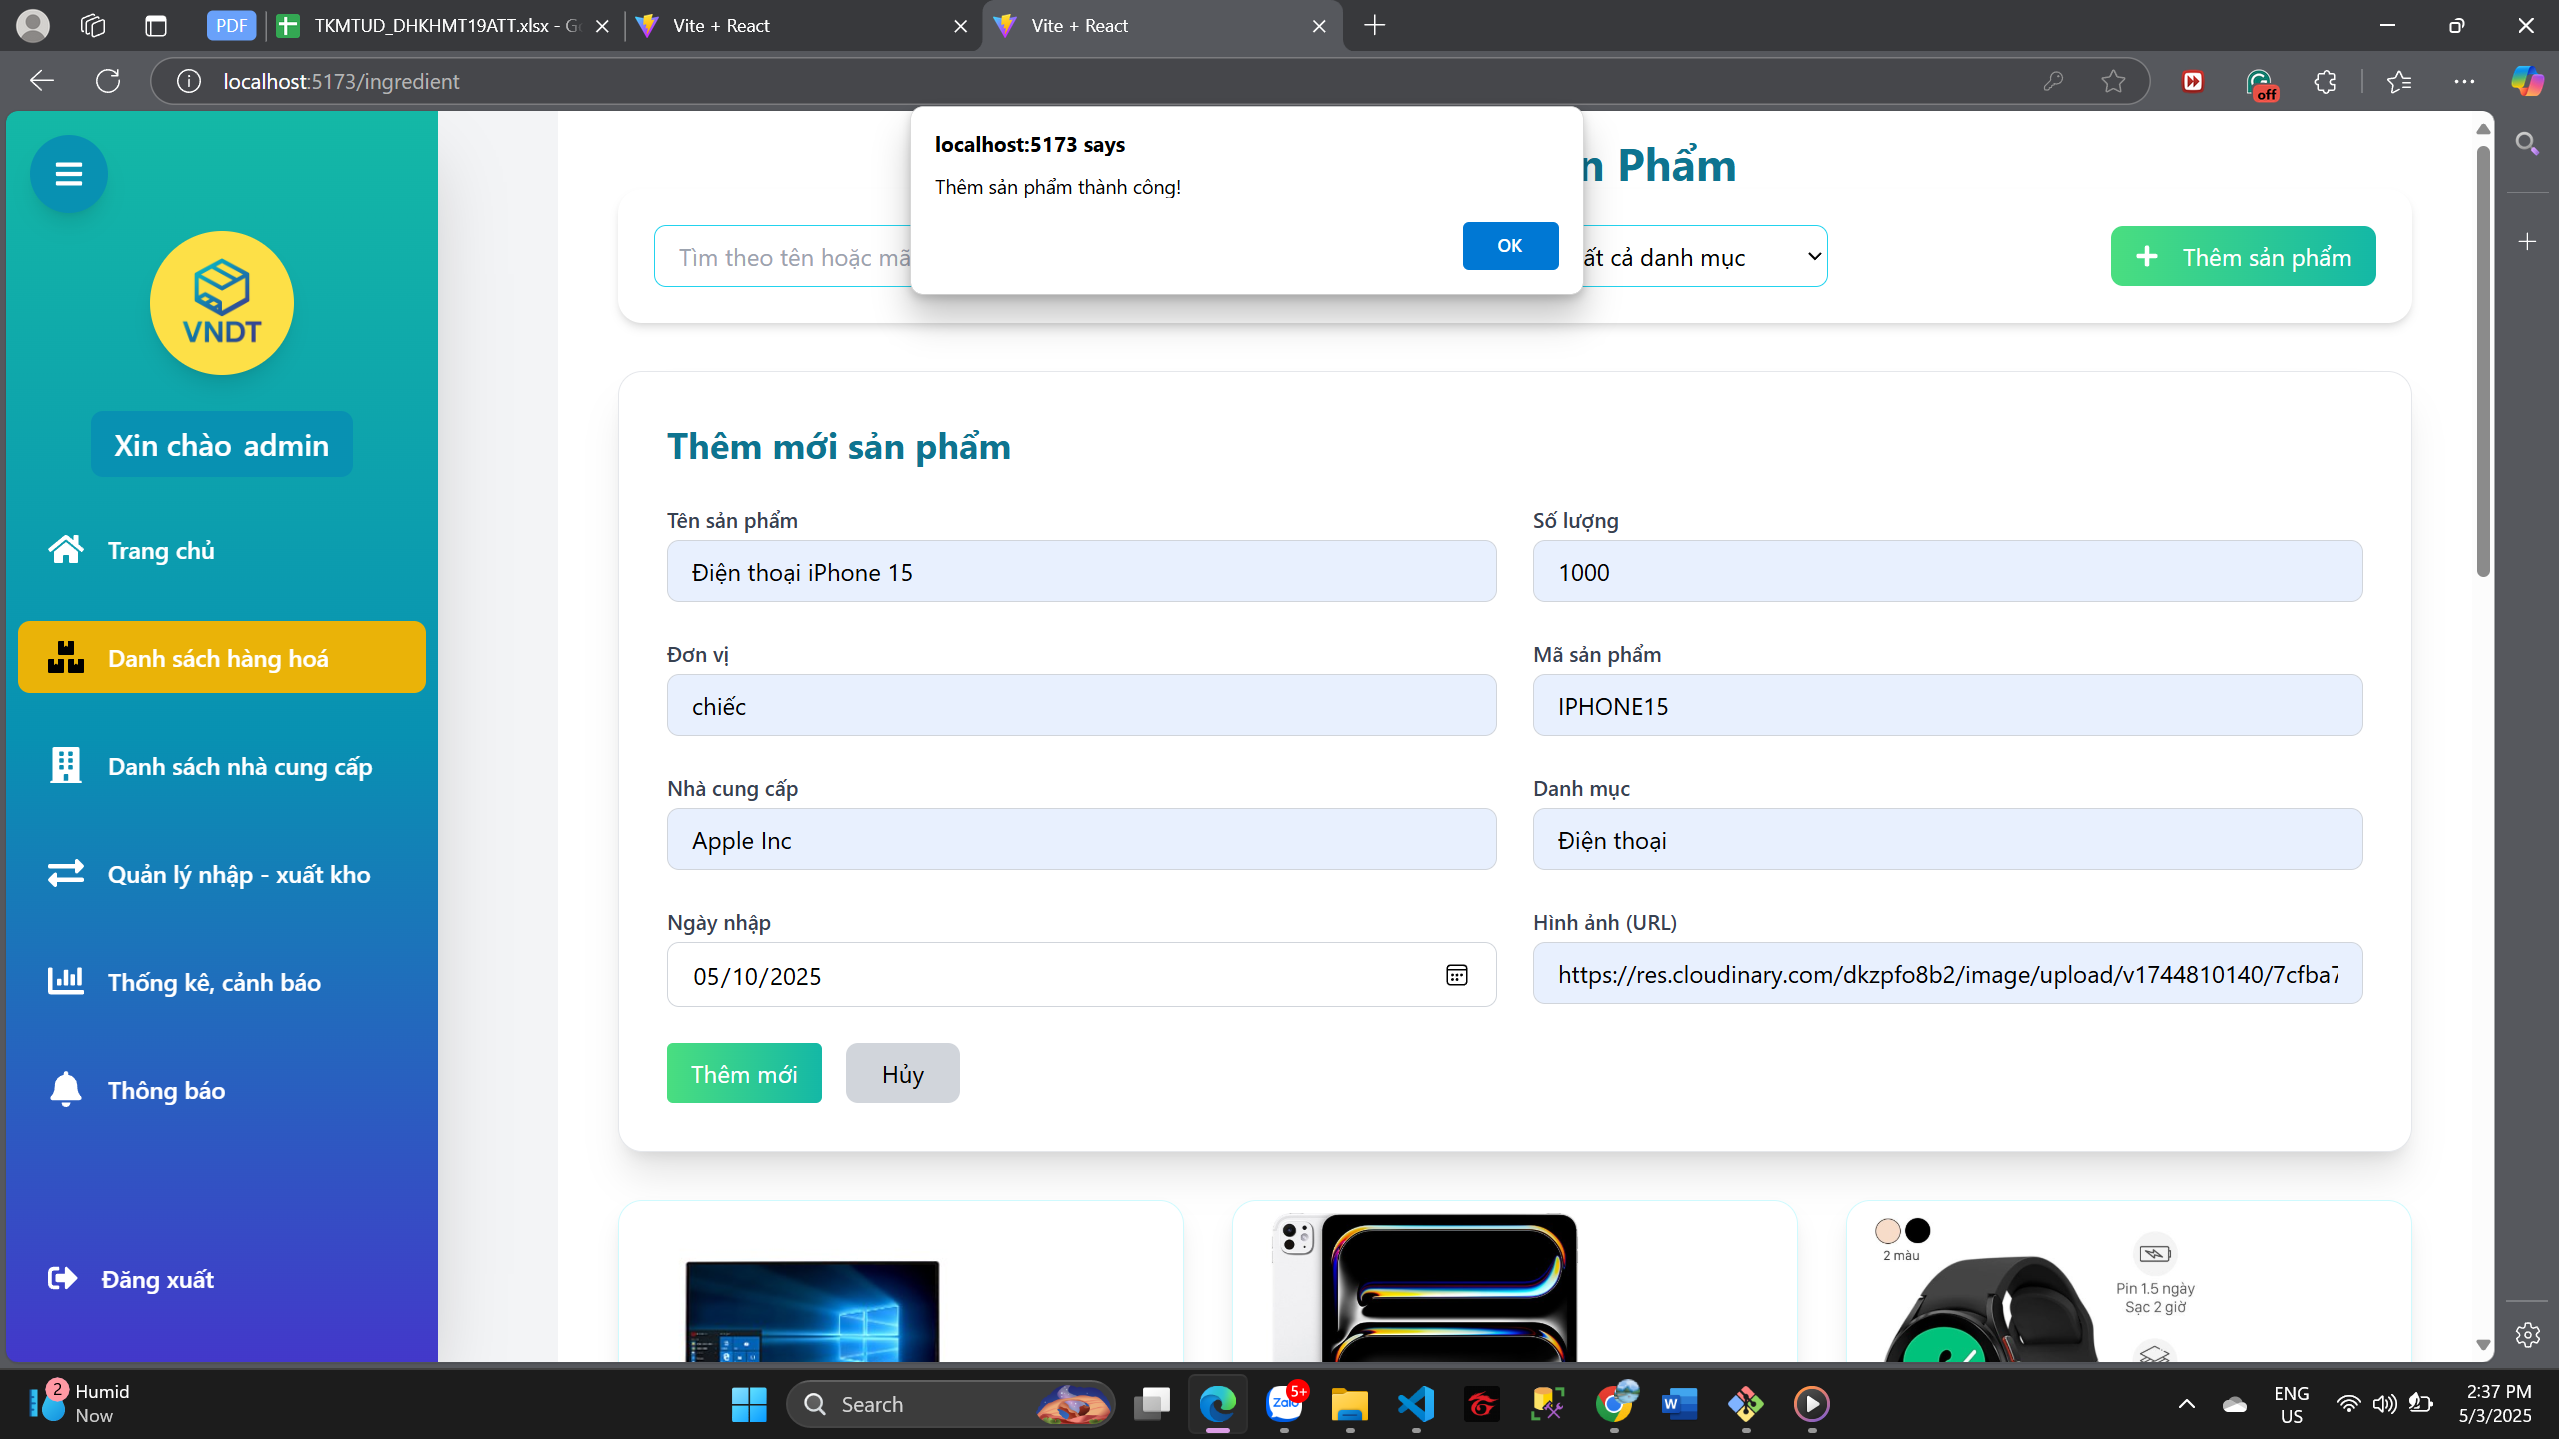 PDF
TKMTUD_DHKHMT19ATT.xlsx - Go
Vite + React
Vite + React
localhost:5173/ingredient
off
localhost:5173 says
Thêm sản phẩm thành công!
OK
n Phẩm
Tìm theo tên hoặc mã
ất cả danh mục
Thêm sản phẩm
VNDT
Xin chào admin
Trang chủ
Danh sách hàng hoá
Danh sách nhà cung cấp
Quản lý nhập - xuất kho
Thống kê, cảnh báo
Thông báo
Đăng xuất
Thêm mới sản phẩm
Tên sản phẩm
Điện thoại iPhone 15
Số lượng
1000
Đơn vị
chiếc
Mã sản phẩm
IPHONE15
Nhà cung cấp
Apple Inc
Danh mục
Điện thoại
Ngày nhập
05/10/2025
Hình ảnh (URL)
https://res.cloudinary.com/dkzpfo8b2/image/upload/v1744810140/7cfba7
Thêm mới
Hủy
2 màu
Pin 1.5 ngày
Sạc 2 giờ
2
Humid
Now
Search
Zalo
5+
W
ENG
US
2:37 PM
5/3/2025